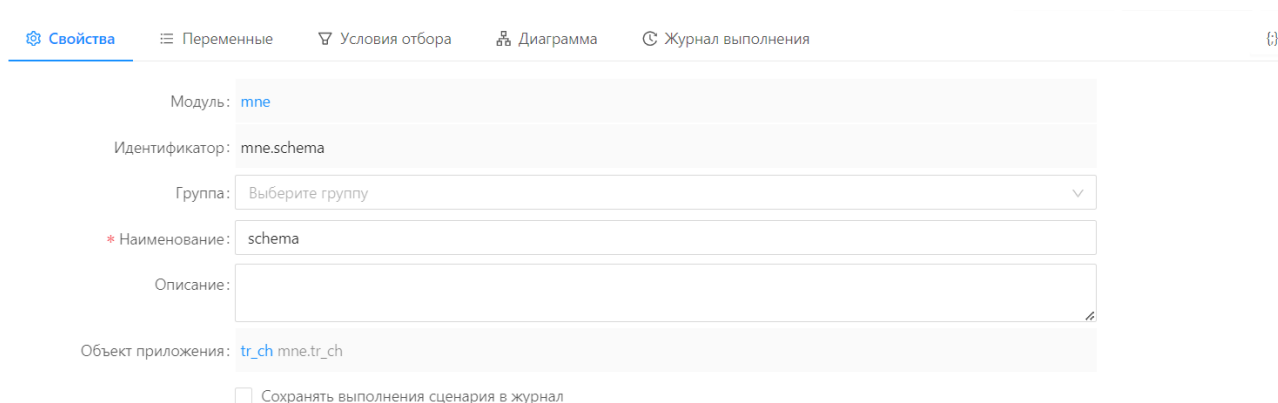 Свойства Переменные Условия отбора Диаграмма Журнал выполнения {;}
Модуль: mne
Идентификатор: mne.schema
Группа: Выберите группу
* Наименование: schema
Описание:
Объект приложения: tr_ch mne.tr_ch
Сохранять выполнения сценария в журнал